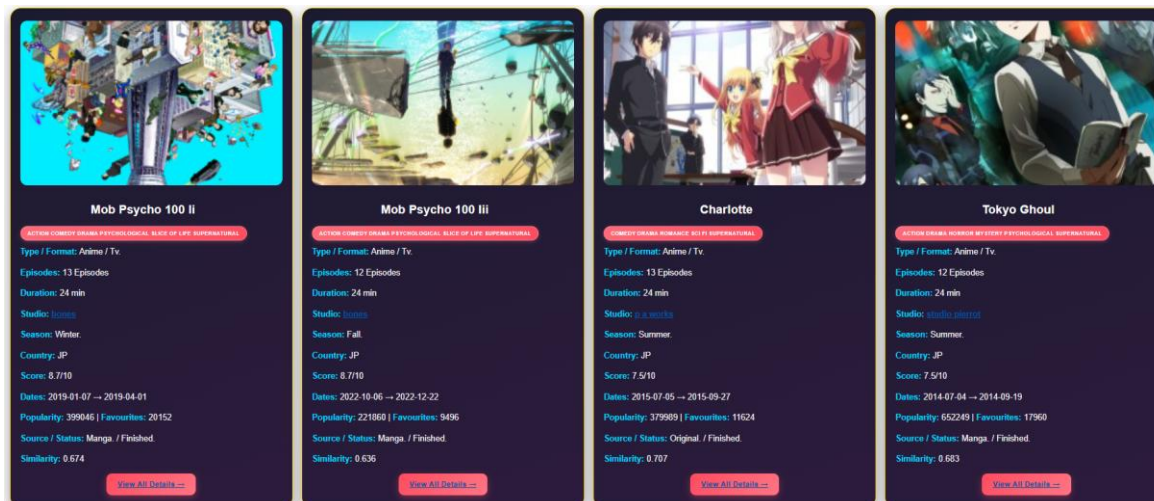 Mob Psycho 100 Ii
ACTION COMEDY DRAMA PSYCHOLOGICAL SLICE OF LIFE SUPERNATURAL
Type / Format: Anime / Tv.
Episodes: 13 Episodes
Duration: 24 min
Studio: bones
Season: Winter.
Country: JP
Score: 8.7/10
Dates: 2019-01-07 → 2019-04-01
Popularity: 399046 | Favourites: 20152
Source / Status: Manga. / Finished.
Similarity: 0.674
View All Details →
Mob Psycho 100 Iii
ACTION COMEDY DRAMA PSYCHOLOGICAL SLICE OF LIFE SUPERNATURAL
Type / Format: Anime / Tv.
Episodes: 12 Episodes
Duration: 24 min
Studio: bones
Season: Fall.
Country: JP
Score: 8.7/10
Dates: 2022-10-06 → 2022-12-22
Popularity: 221860 | Favourites: 9496
Source / Status: Manga. / Finished.
Similarity: 0.636
View All Details →
Charlotte
COMEDY DRAMA ROMANCE SCI FI SUPERNATURAL
Type / Format: Anime / Tv.
Episodes: 13 Episodes
Duration: 24 min
Studio: p a works
Season: Summer.
Country: JP
Score: 7.5/10
Dates: 2015-07-05 → 2015-09-27
Popularity: 379989 | Favourites: 11624
Source / Status: Original. / Finished.
Similarity: 0.707
View All Details →
Tokyo Ghoul
ACTION DRAMA HORROR MYSTERY PSYCHOLOGICAL SUPERNATURAL
Type / Format: Anime / Tv.
Episodes: 12 Episodes
Duration: 24 min
Studio: studio pierrot
Season: Summer.
Country: JP
Score: 7.5/10
Dates: 2014-07-04 → 2014-09-19
Popularity: 652249 | Favourites: 17960
Source / Status: Manga. / Finished.
Similarity: 0.683
View All Details →